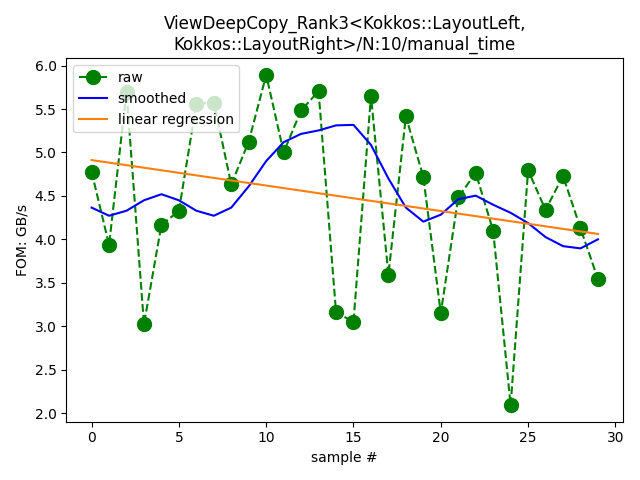 ViewDeepCopy_Rank3<Kokkos::LayoutLeft,
Kokkos::LayoutRight>/N:10/manual_time
raw
smoothed
linear regression
FOM: GB/s
6.0
5.5
5.0
4.5
4.0
3.5
3.0
2.5
2.0
0
5
10
15
20
25
30
sample #